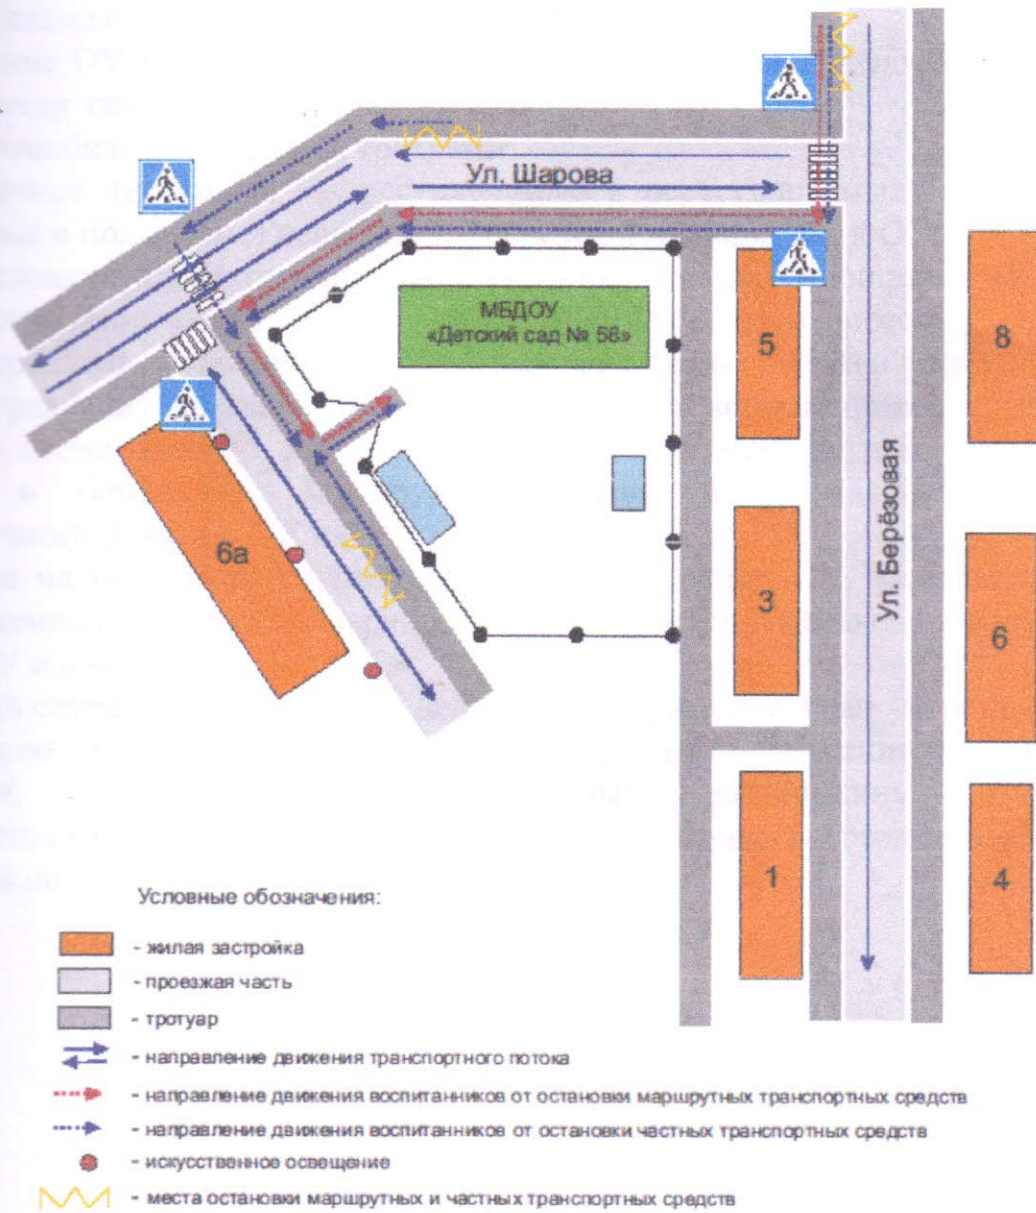 Ул. Шарова
МБДОУ
«Детский сад № 58»
5
8
Ул. Берёзовая
6а
3
6
1
4
Условные обозначения:
- жилая застройка
- проезжая часть
- тротуар
- направление движения транспортного потока
- направление движения воспитанников от остановки маршрутных транспортных средств
- направление движения воспитанников от остановки частных транспортных средств
- искусственное освещение
- места остановки маршрутных и частных транспортных средств